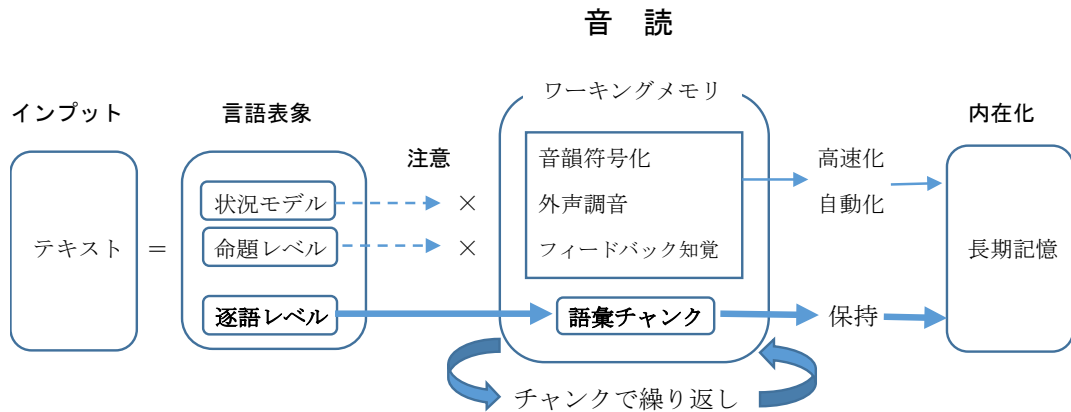 音　読
ワーキングメモリ
インプット
言語表象
内在化
注意
音韻符号化
高速化
状況モデル
×
外声調音
自動化
テキスト
＝
命題レベル
×
フィードバック知覚
長期記憶
逐語レベル
語彙チャンク
保持
チャンクで繰り返し